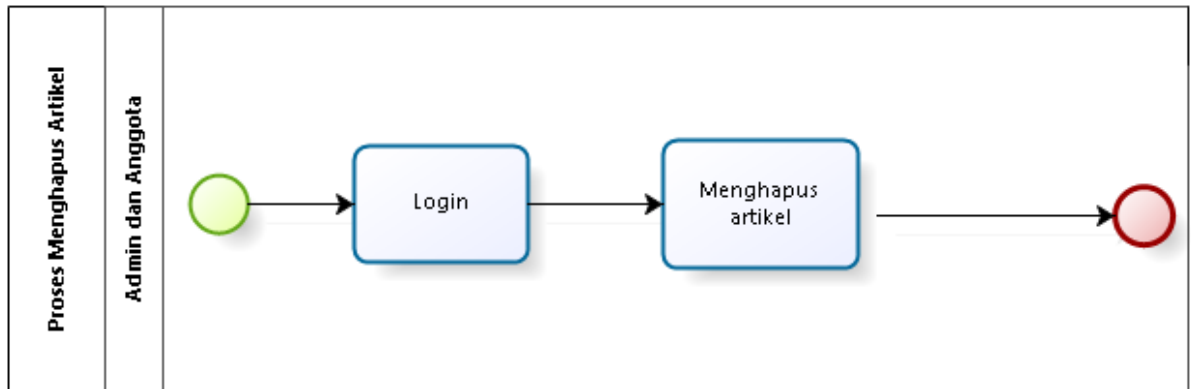 Proses Menghapus Artikel
Admin dan Anggota
Login
Menghapus
artikel